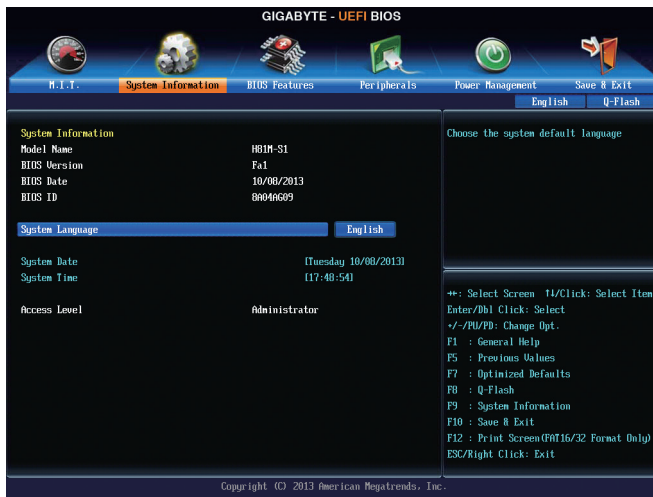 GIGABYTE - UEFI BIOS
M.I.T.
System Information
BIOS Features
Peripherals
Power Management
Save & Exit
English
Q-Flash
System Information
Model Name H81M-S1
BIOS Version Fa1
BIOS Date 10/08/2013
BIOS ID 8A04AG09
System Language English
System Date [Tuesday 10/08/2013]
System Time [17:48:54]
Access Level Administrator
Choose the system default language
→←: Select Screen ↑↓/Click: Select Item
Enter/Dbl Click: Select
+/-/PU/PD: Change Opt.
F1 : General Help
F5 : Previous Values
F7 : Optimized Defaults
F8 : Q-Flash
F9 : System Information
F10 : Save & Exit
F12 : Print Screen(FAT16/32 Format Only)
ESC/Right Click: Exit
Copyright (C) 2013 American Megatrends, Inc.